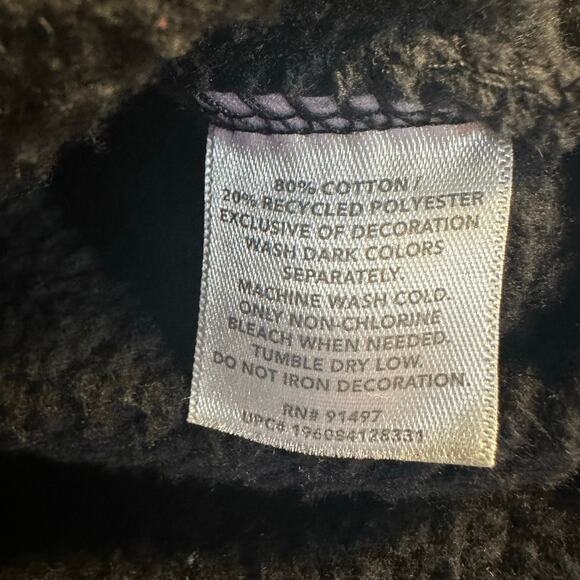 80% COTTON /
20% RECYCLED POLYESTER
EXCLUSIVE OF DECORATION
WASH DARK COLORS
SEPARATELY.
MACHINE WASH COLD.
ONLY NON-CHLORINE
BLEACH WHEN NEEDED.
TUMBLE DRY LOW.
DO NOT IRON DECORATION.
RN# 91497
UPC# 196084128331